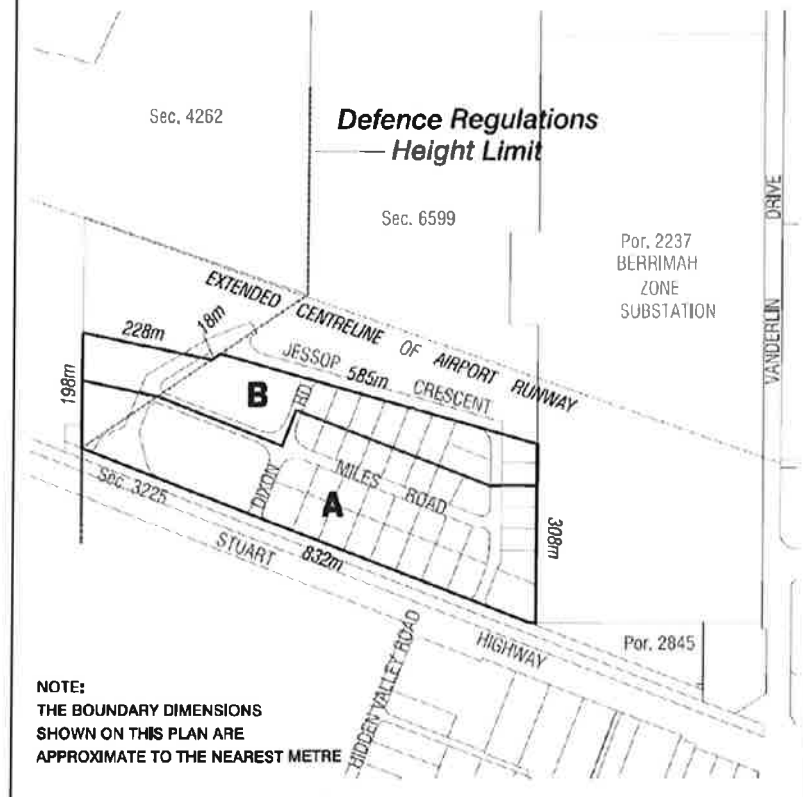 Sec. 4262
Defence Regulations
Height Limit
Sec. 6599
Por. 2237
BERRIMAH
ZONE
SUBSTATION
VANDERLIN DRIVE
EXTENDED CENTRELINE OF AIRPORT RUNWAY
228m
18m
JESSOP CRESCENT
585m
198m
B
RD
DIXON
MILES ROAD
A
Sec. 3225
308m
STUART HIGHWAY
832m
Por. 2845
HIDDEN VALLEY ROAD
NOTE:
THE BOUNDARY DIMENSIONS
SHOWN ON THIS PLAN ARE
APPROXIMATE TO THE NEAREST METRE